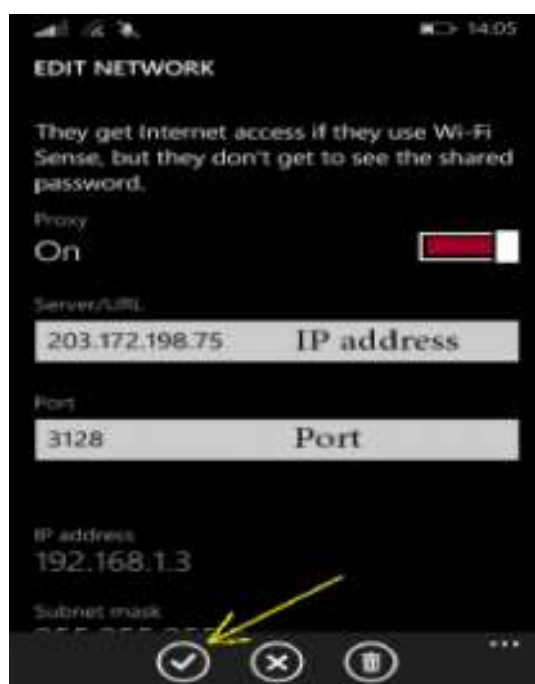 14:05
EDIT NETWORK
They get Internet access if they use Wi-Fi
Sense, but they don't get to see the shared
password.
Proxy
On
Server/URL
203.172.198.75 IP address
Port
3128 Port
IP address
192.168.1.3
Subnet mask